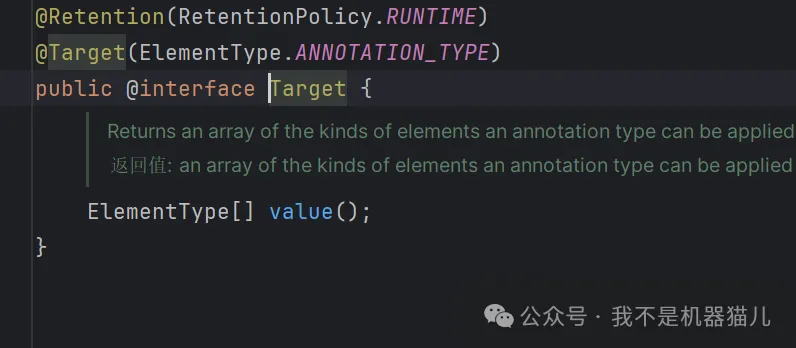 @Retention(RetentionPolicy.RUNTIME)
@Target(ElementType.ANNOTATION_TYPE)
public @interface Target {
Returns an array of the kinds of elements an annotation type can be applied
返回值: an array of the kinds of elements an annotation type can be applied
ElementType[] value();
}
公众号 · 我不是机器猫儿